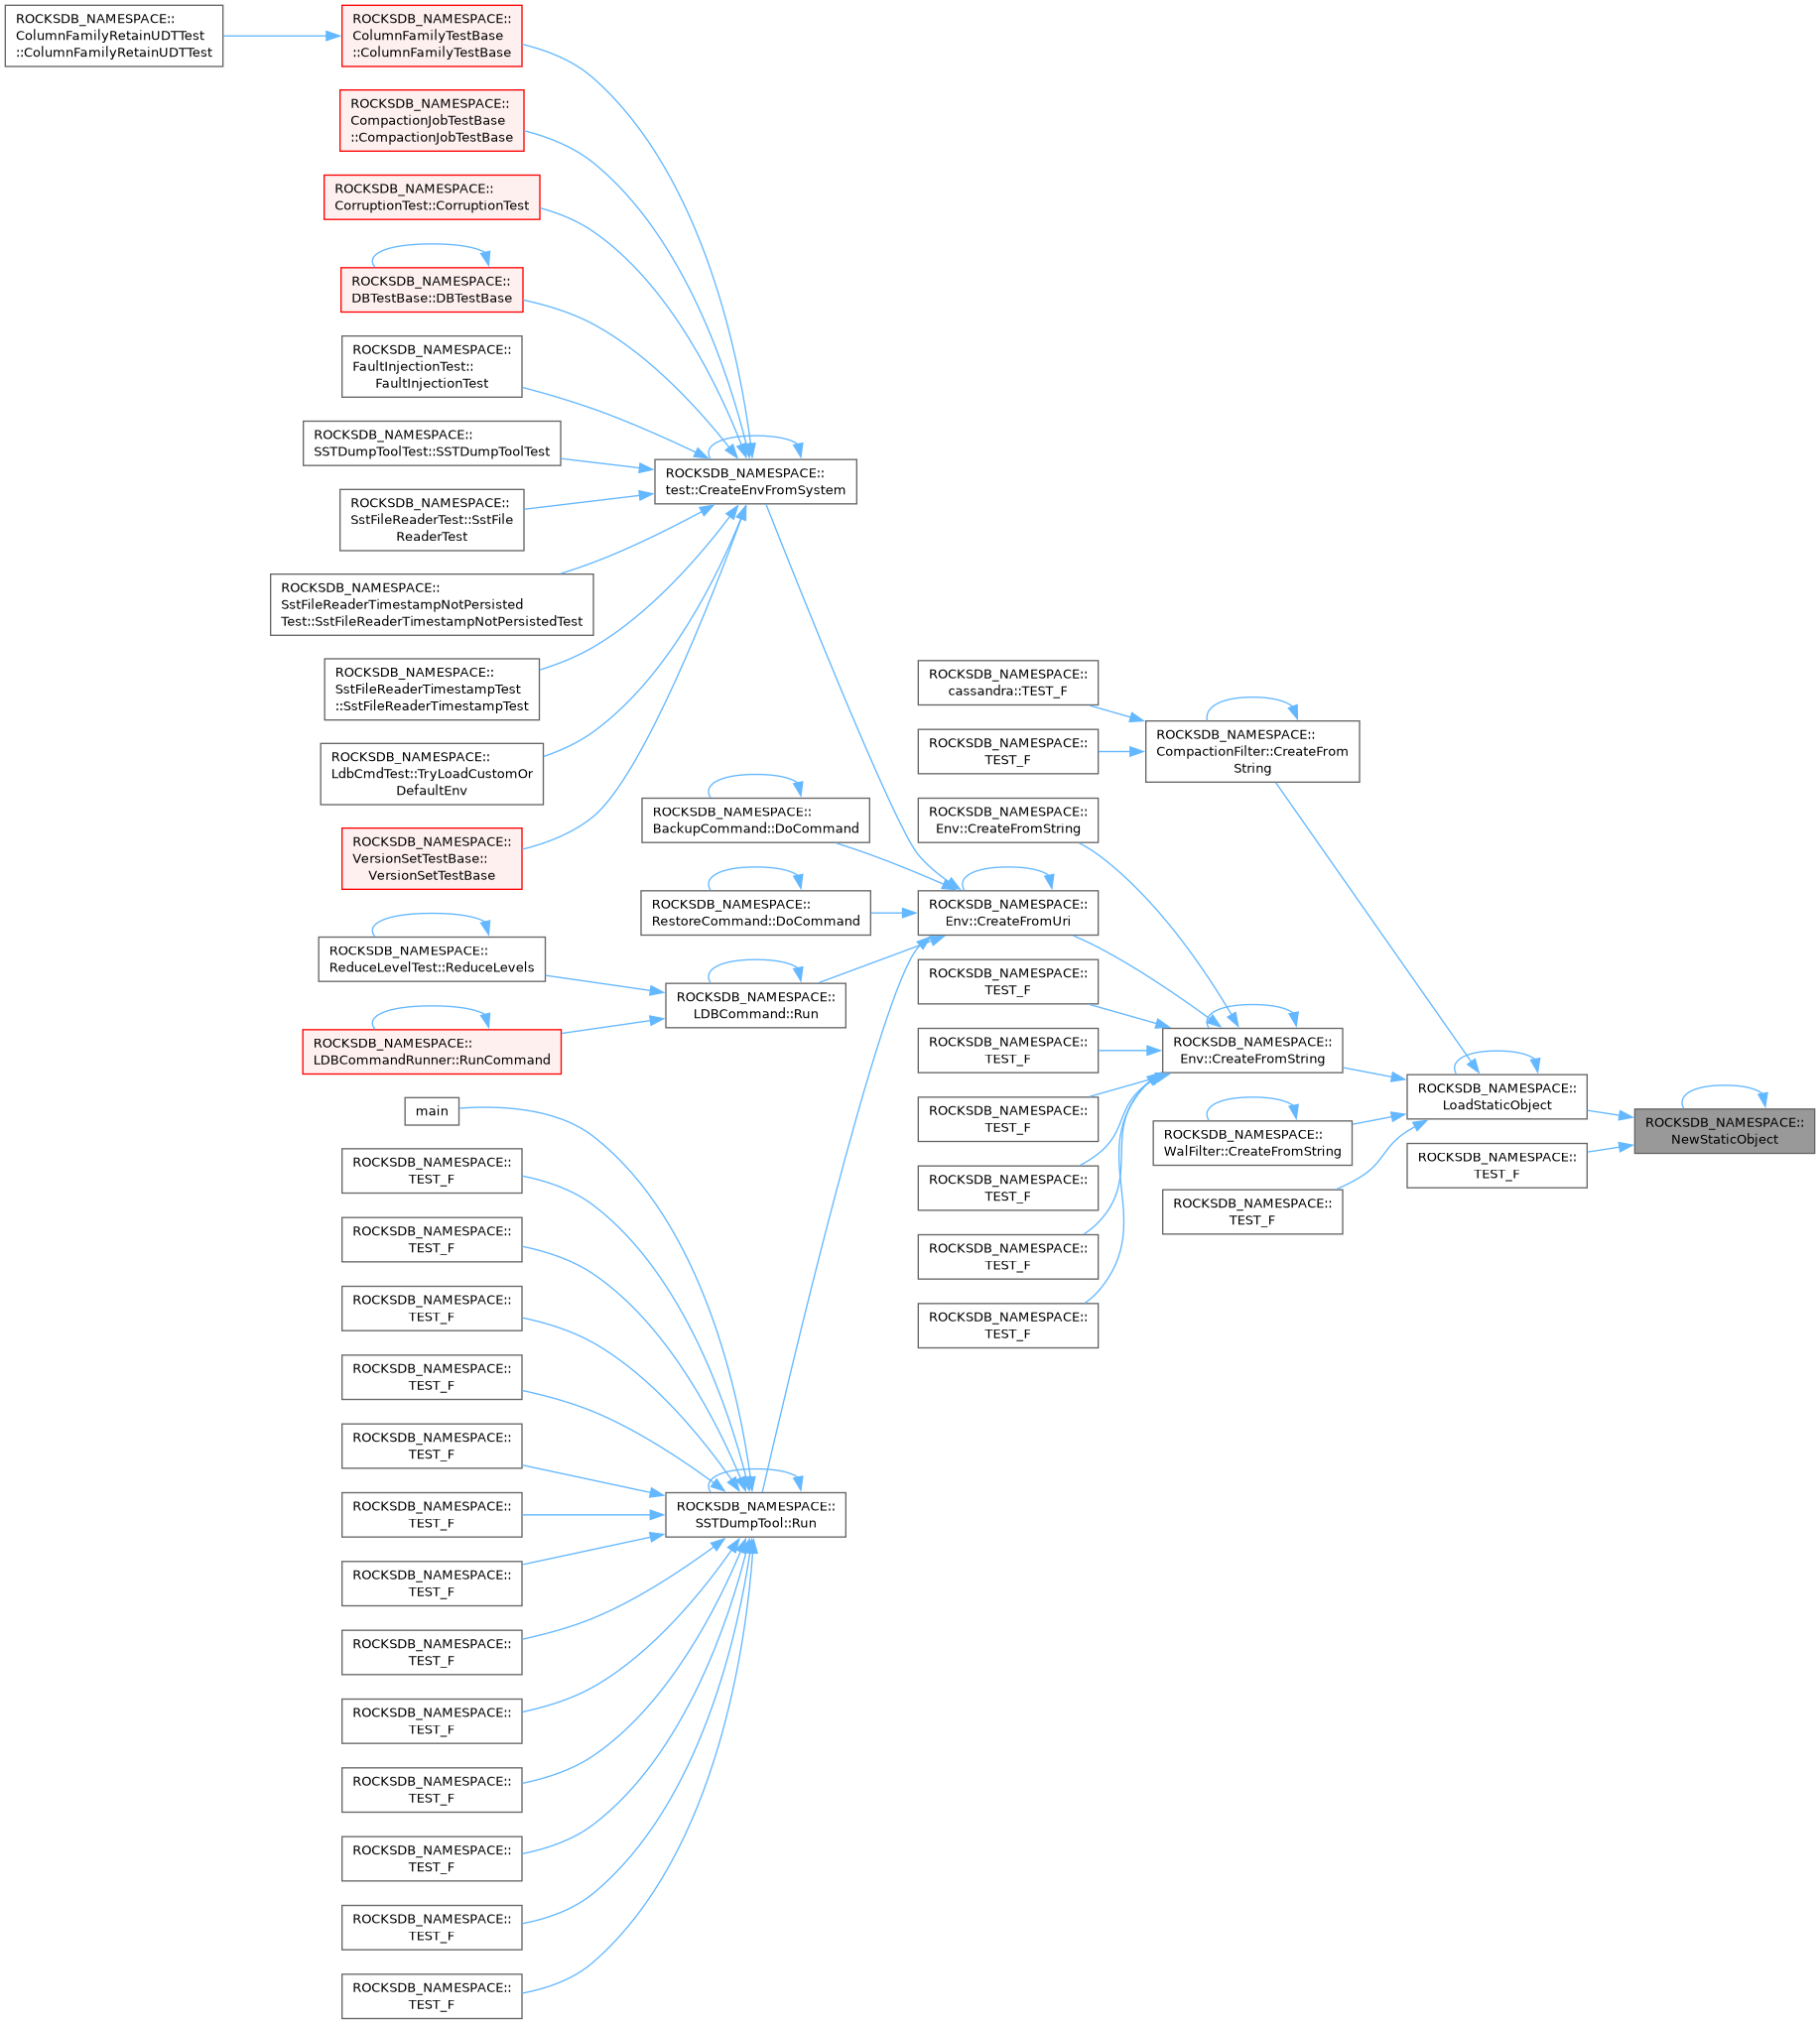 ROCKSDB_NAMESPACE::
ColumnFamilyRetainUDTTest
::ColumnFamilyRetainUDTTest
ROCKSDB_NAMESPACE::
ColumnFamilyTestBase
::ColumnFamilyTestBase
ROCKSDB_NAMESPACE::
CompactionJobTestBase
::CompactionJobTestBase
ROCKSDB_NAMESPACE::
CorruptionTest::CorruptionTest
ROCKSDB_NAMESPACE::
DBTestBase::DBTestBase
ROCKSDB_NAMESPACE::
FaultInjectionTest::
FaultInjectionTest
ROCKSDB_NAMESPACE::
SSTDumpToolTest::SSTDumpToolTest
ROCKSDB_NAMESPACE::
SstFileReaderTest::SstFile
ReaderTest
ROCKSDB_NAMESPACE::
SstFileReaderTimestampNotPersisted
Test::SstFileReaderTimestampNotPersistedTest
ROCKSDB_NAMESPACE::
SstFileReaderTimestampTest
::SstFileReaderTimestampTest
ROCKSDB_NAMESPACE::
LdbCmdTest::TryLoadCustomOr
DefaultEnv
ROCKSDB_NAMESPACE::
VersionSetTestBase::
VersionSetTestBase
ROCKSDB_NAMESPACE::
ReduceLevelTest::ReduceLevels
ROCKSDB_NAMESPACE::
LDBCommandRunner::RunCommand
main
ROCKSDB_NAMESPACE::
TEST_F
ROCKSDB_NAMESPACE::
TEST_F
ROCKSDB_NAMESPACE::
TEST_F
ROCKSDB_NAMESPACE::
TEST_F
ROCKSDB_NAMESPACE::
TEST_F
ROCKSDB_NAMESPACE::
TEST_F
ROCKSDB_NAMESPACE::
TEST_F
ROCKSDB_NAMESPACE::
TEST_F
ROCKSDB_NAMESPACE::
TEST_F
ROCKSDB_NAMESPACE::
TEST_F
ROCKSDB_NAMESPACE::
TEST_F
ROCKSDB_NAMESPACE::
TEST_F
ROCKSDB_NAMESPACE::
TEST_F
ROCKSDB_NAMESPACE::
test::CreateEnvFromSystem
ROCKSDB_NAMESPACE::
BackupCommand::DoCommand
ROCKSDB_NAMESPACE::
RestoreCommand::DoCommand
ROCKSDB_NAMESPACE::
LDBCommand::Run
ROCKSDB_NAMESPACE::
SSTDumpTool::Run
ROCKSDB_NAMESPACE::
cassandra::TEST_F
ROCKSDB_NAMESPACE::
TEST_F
ROCKSDB_NAMESPACE::
Env::CreateFromString
ROCKSDB_NAMESPACE::
Env::CreateFromUri
ROCKSDB_NAMESPACE::
TEST_F
ROCKSDB_NAMESPACE::
TEST_F
ROCKSDB_NAMESPACE::
TEST_F
ROCKSDB_NAMESPACE::
TEST_F
ROCKSDB_NAMESPACE::
TEST_F
ROCKSDB_NAMESPACE::
TEST_F
ROCKSDB_NAMESPACE::
CompactionFilter::CreateFrom
String
ROCKSDB_NAMESPACE::
Env::CreateFromString
ROCKSDB_NAMESPACE::
WalFilter::CreateFromString
ROCKSDB_NAMESPACE::
TEST_F
ROCKSDB_NAMESPACE::
LoadStaticObject
ROCKSDB_NAMESPACE::
TEST_F
ROCKSDB_NAMESPACE::
NewStaticObject